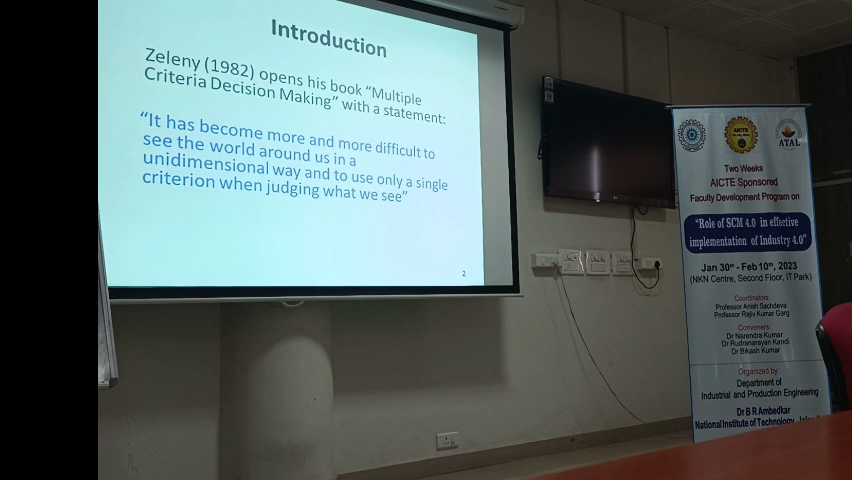 Introduction
Zeleny (1982) opens his book "Multiple
Criteria Decision Making" with a statement:
"It has become more and more difficult to
see the world around us in a
unidimensional way and to use only a single
criterion when judging what we see"
2
AICTE
ATAL
Two Weeks
AICTE Sponsored
Faculty Development Program on
"Role of SCM 4.0 in effective
implementation of Industry 4.0"
Jan 30th - Feb 10th, 2023
(NKN Centre, Second Floor, IT Park)
Coordinators:
Professor Anish Sachdeva
Professor Rajiv Kumar Garg
Conveners:
Dr Narendra Kumar
Dr Rudranarayan Kandi
Dr Bikash Kumar
Organized by:
Department of
Industrial and Production Engineering
Dr B R Ambedkar
National Institute of Technology